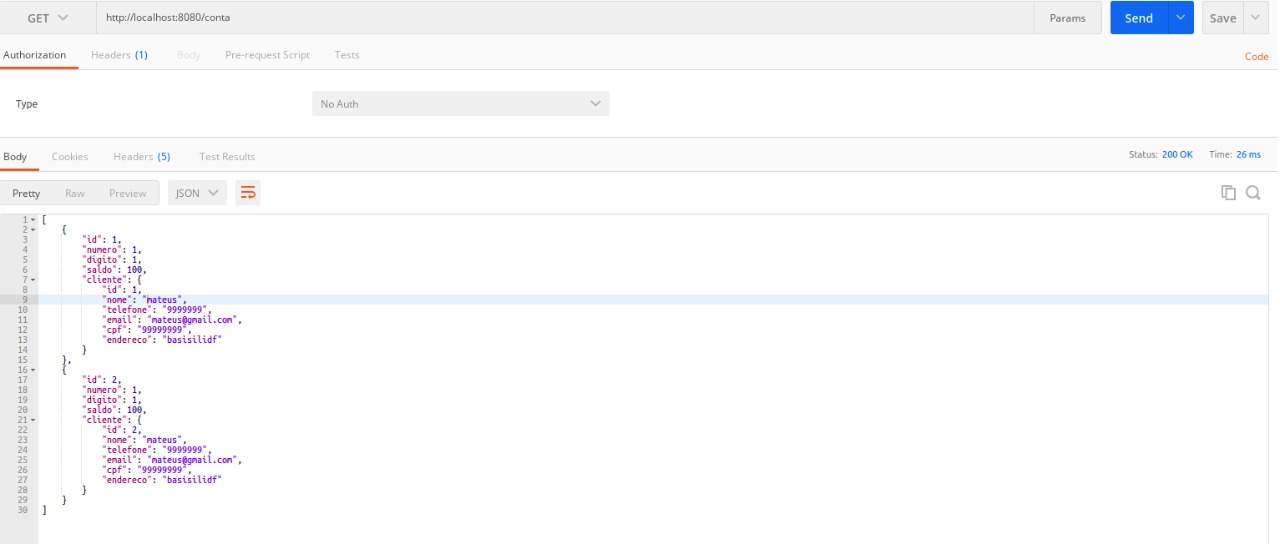 GET http://localhost:8080/conta Params Send Save
Authorization Headers (1) Body Pre-request Script Tests Code
Type No Auth
Body Cookies Headers (5) Test Results Status: 200 OK Time: 26 ms
Pretty Raw Preview JSON
1 [
2 {
3 "id": 1,
4 "numero": 1,
5 "digito": 1,
6 "saldo": 100,
7 "cliente": {
8 "id": 1,
9 "nome": "mateus",
10 "telefone": "9999999",
11 "email": "mateus@gmail.com",
12 "cpf": "99999999",
13 "endereco": "basisilidf"
14 }
15 },
16 {
17 "id": 2,
18 "numero": 1,
19 "digito": 1,
20 "saldo": 100,
21 "cliente": {
22 "id": 2,
23 "nome": "mateus",
24 "telefone": "9999999",
25 "email": "mateus@gmail.com",
26 "cpf": "99999999",
27 "endereco": "basisilidf"
28 }
29 }
30 ]